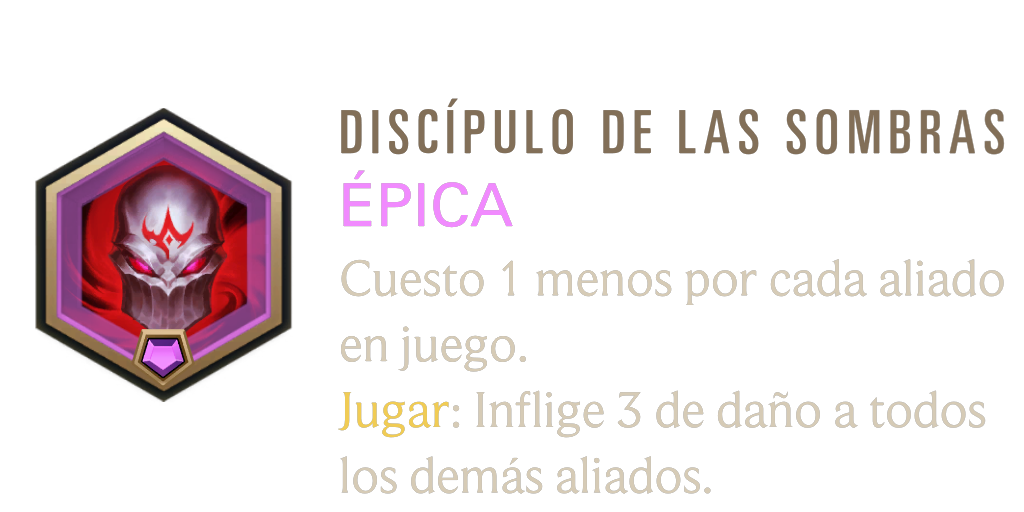 DISCÍPULO DE LAS SOMBRAS
ÉPICA
Cuesto 1 menos por cada aliado
en juego.
Jugar: Inflige 3 de daño a todos
los demás aliados.